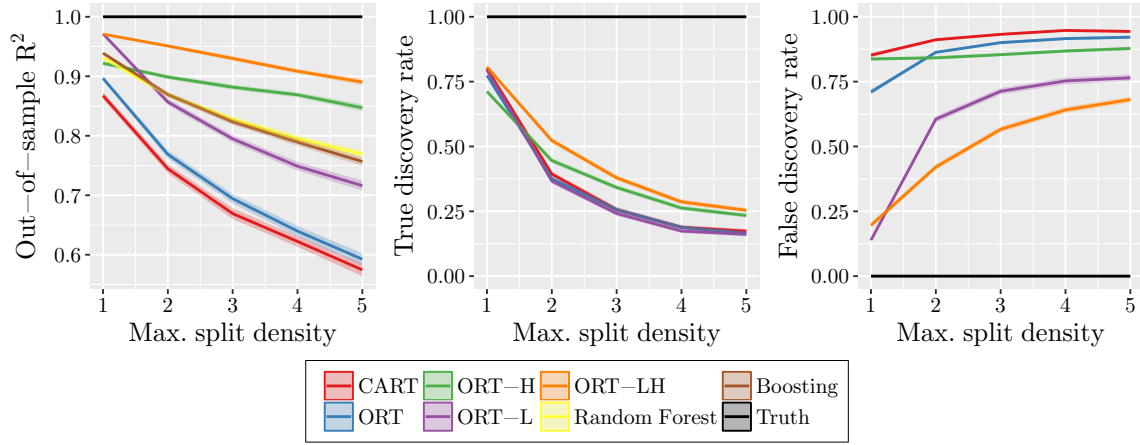 Out−of−sample R²
1.0
0.9
0.8
0.7
0.6
1 2 3 4 5
Max. split density
True discovery rate
1.00
0.75
0.50
0.25
0.00
1 2 3 4 5
Max. split density
False discovery rate
1.00
0.75
0.50
0.25
0.00
1 2 3 4 5
Max. split density
CART ORT−H ORT−LH Boosting
ORT ORT−L Random Forest Truth